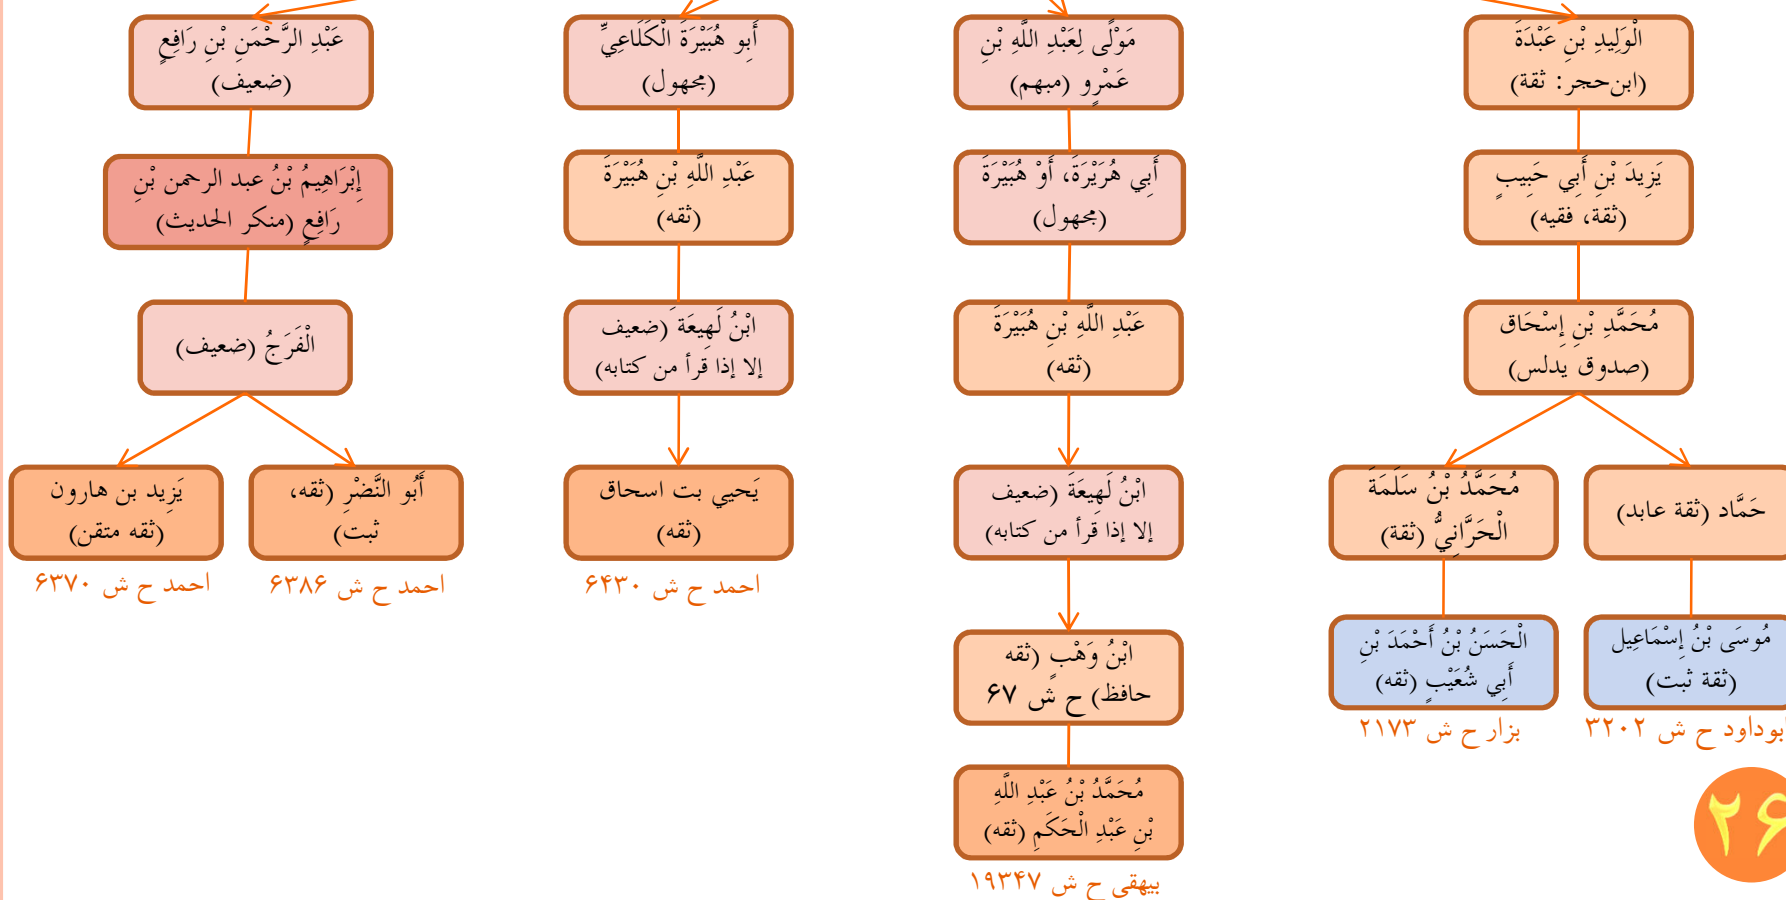 الْوَلِيدِ بْنِ عَبْدَةَ
(ابن‌حجر: ثقة)
يَزِيدَ بْنِ أَبِي حَبِيبٍ
(ثقة، فقيه)
مُحَمَّدِ بْنِ إِسْحَاق
(صدوق يدلس)
حَمَّاد (ثقة عابد)
مُوسَى بْنُ إِسْمَاعِيل
(ثقة ثبت)
ابوداود ح ش ۳۲۰۲
مُحَمَّدُ بْنُ سَلَمَةَ
الْحَرَّانِيُّ (ثقة)
الْحَسَنُ بْنُ أَحْمَدَ بْنِ
أَبِي شُعَيْبٍ (ثقه)
بزار ح ش ۲۱۷۳
مَوْلًى لِعَبْدِ اللَّهِ بْنِ
عَمْرٍو (مبهم)
أَبِي هُرَيْرَةَ، أَوْ هُبَيْرَةَ
(مجهول)
عَبْدِ اللَّهِ بْنِ هُبَيْرَةَ
(ثقه)
ابْنُ لَهِيعَةَ (ضعيف
إلا إذا قرأ من كتابه)
ابْنُ وَهْبٍ (ثقه
حافظ) ح ش ۶۷
مُحَمَّدُ بْنُ عَبْدِ اللَّهِ
بْنِ عَبْدِ الْحَكَمِ (ثقه)
بیهقی ح ش ۱۹۳۴۷
أَبو هُبَيْرَةَ الْكَلَاعِيِّ
(مجهول)
عَبْدِ اللَّهِ بْنِ هُبَيْرَةَ
(ثقه)
ابْنُ لَهِيعَةَ (ضعيف
إلا إذا قرأ من كتابه)
يَحيي بت اسحاق
(ثقه)
احمد ح ش ۶۴۳۰
عَبْدِ الرَّحْمَنِ بْنِ رَافِعٍ
(ضعيف)
إِبْرَاهِيمُ بْنُ عبد الرحمن بْنِ
رَافِعٍ (منكر الحديث)
الْفَرَجُ (ضعيف)
أَبُو النَّضْرِ (ثقه،
ثبت)
احمد ح ش ۶۳۸۶
يَزِيد بن هارون
(ثقه متقن)
احمد ح ش ۶۳۷۰
۲۶